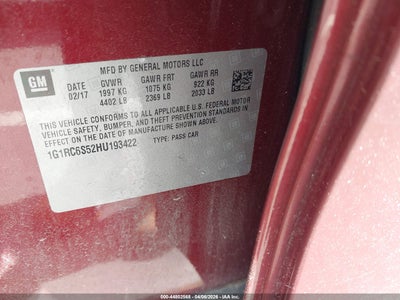 GM
MFD BY GENERAL MOTORS LLC
02/17 GVWR GAWR FRT GAWR RR
1997 KG 1075 KG 922 KG
4402 LB 2369 LB 2033 LB
THIS VEHICLE CONFORMS TO ALL APPLICABLE U.S. FEDERAL MOTOR
VEHICLE SAFETY, BUMPER, AND THEFT PREVENTION STANDARDS IN
EFFECT ON THE DATE OF MANUFACTURE SHOWN ABOVE.
1G1RC6S52HU193422 TYPE: PASS CAR
000-44802568 - 04/06/2026 - IAA Inc.